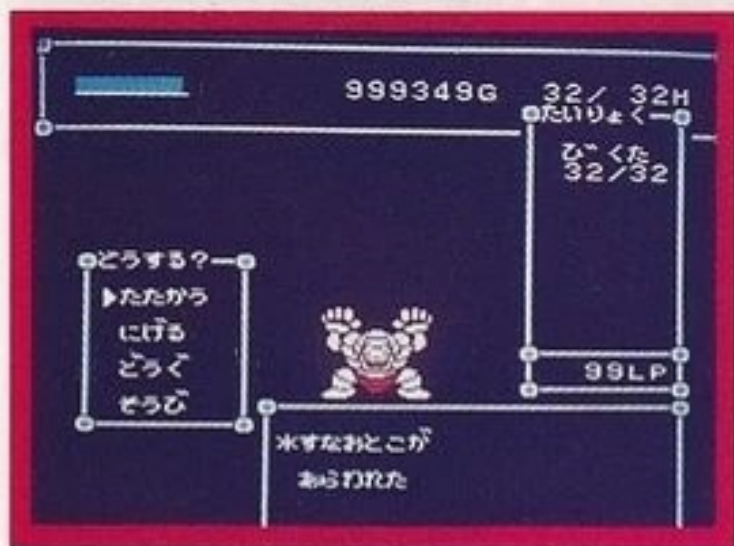 999349G 32/ 32H
たいりょく
びくた
32/32
どうする?
▶たたかう
にげる
どうぐ
そうび
99LP
*すなおとこが
あらわれた